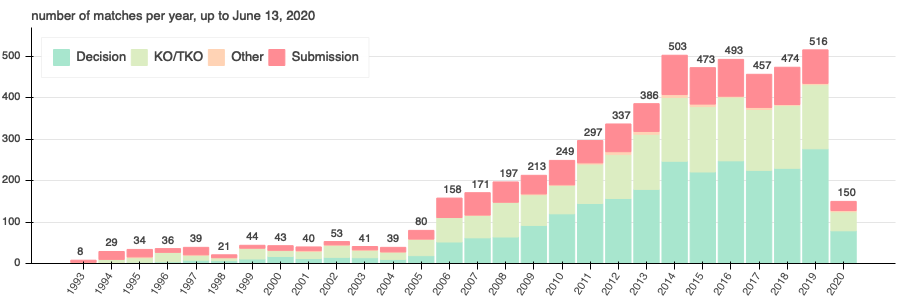 number of matches per year, up to June 13, 2020
Decision KO/TKO Other Submission
500
400
300
200
100
0
8 29 34 36 39 21 44 43 40 53 41 39 80 158 171 197 213 249 297 337 386 503 473 493 457 474 516 150
1993 1994 1995 1996 1997 1998 1999 2000 2001 2002 2003 2004 2005 2006 2007 2008 2009 2010 2011 2012 2013 2014 2015 2016 2017 2018 2019 2020